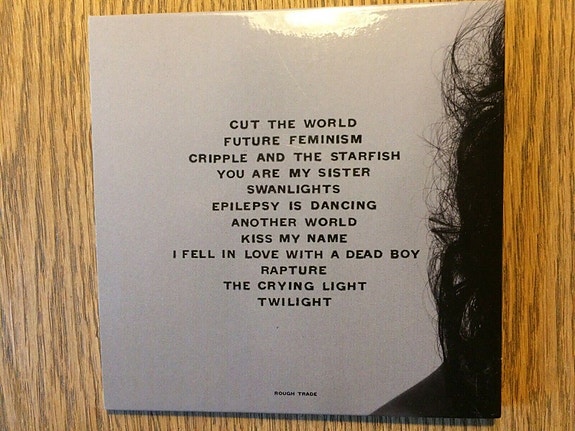 CUT THE WORLD
FUTURE FEMINISM
CRIPPLE AND THE STARFISH
YOU ARE MY SISTER
SWANLIGHTS
EPILEPSY IS DANCING
ANOTHER WORLD
KISS MY NAME
I FELL IN LOVE WITH A DEAD BOY
RAPTURE
THE CRYING LIGHT
TWILIGHT
ROUGH TRADE